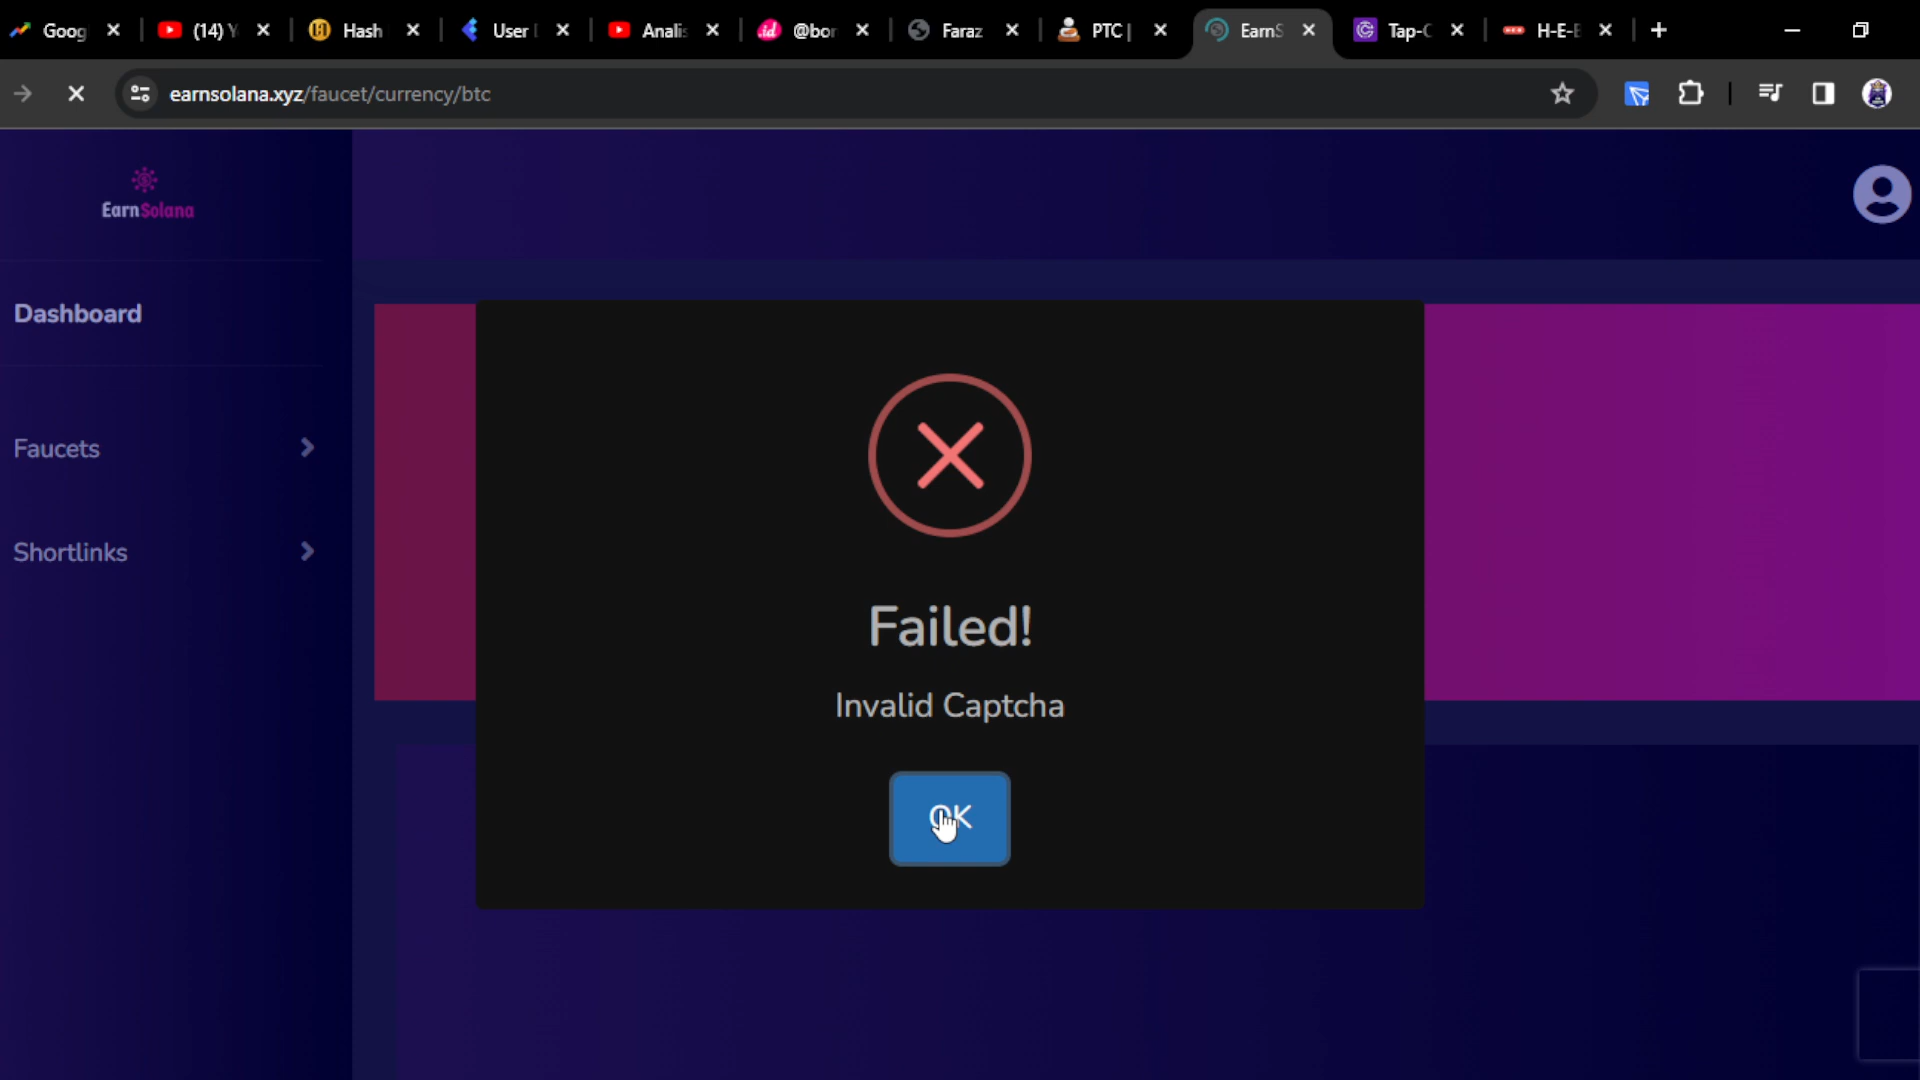 Goog
(14) Y
Hash
User
Analis
@bor
Faraz
PTC |
EarnS
Tap-C
H-E-E
earnsolana.xyz/faucet/currency/btc
EarnSolana
Dashboard
Faucets
Shortlinks
Failed!
Invalid Captcha
OK